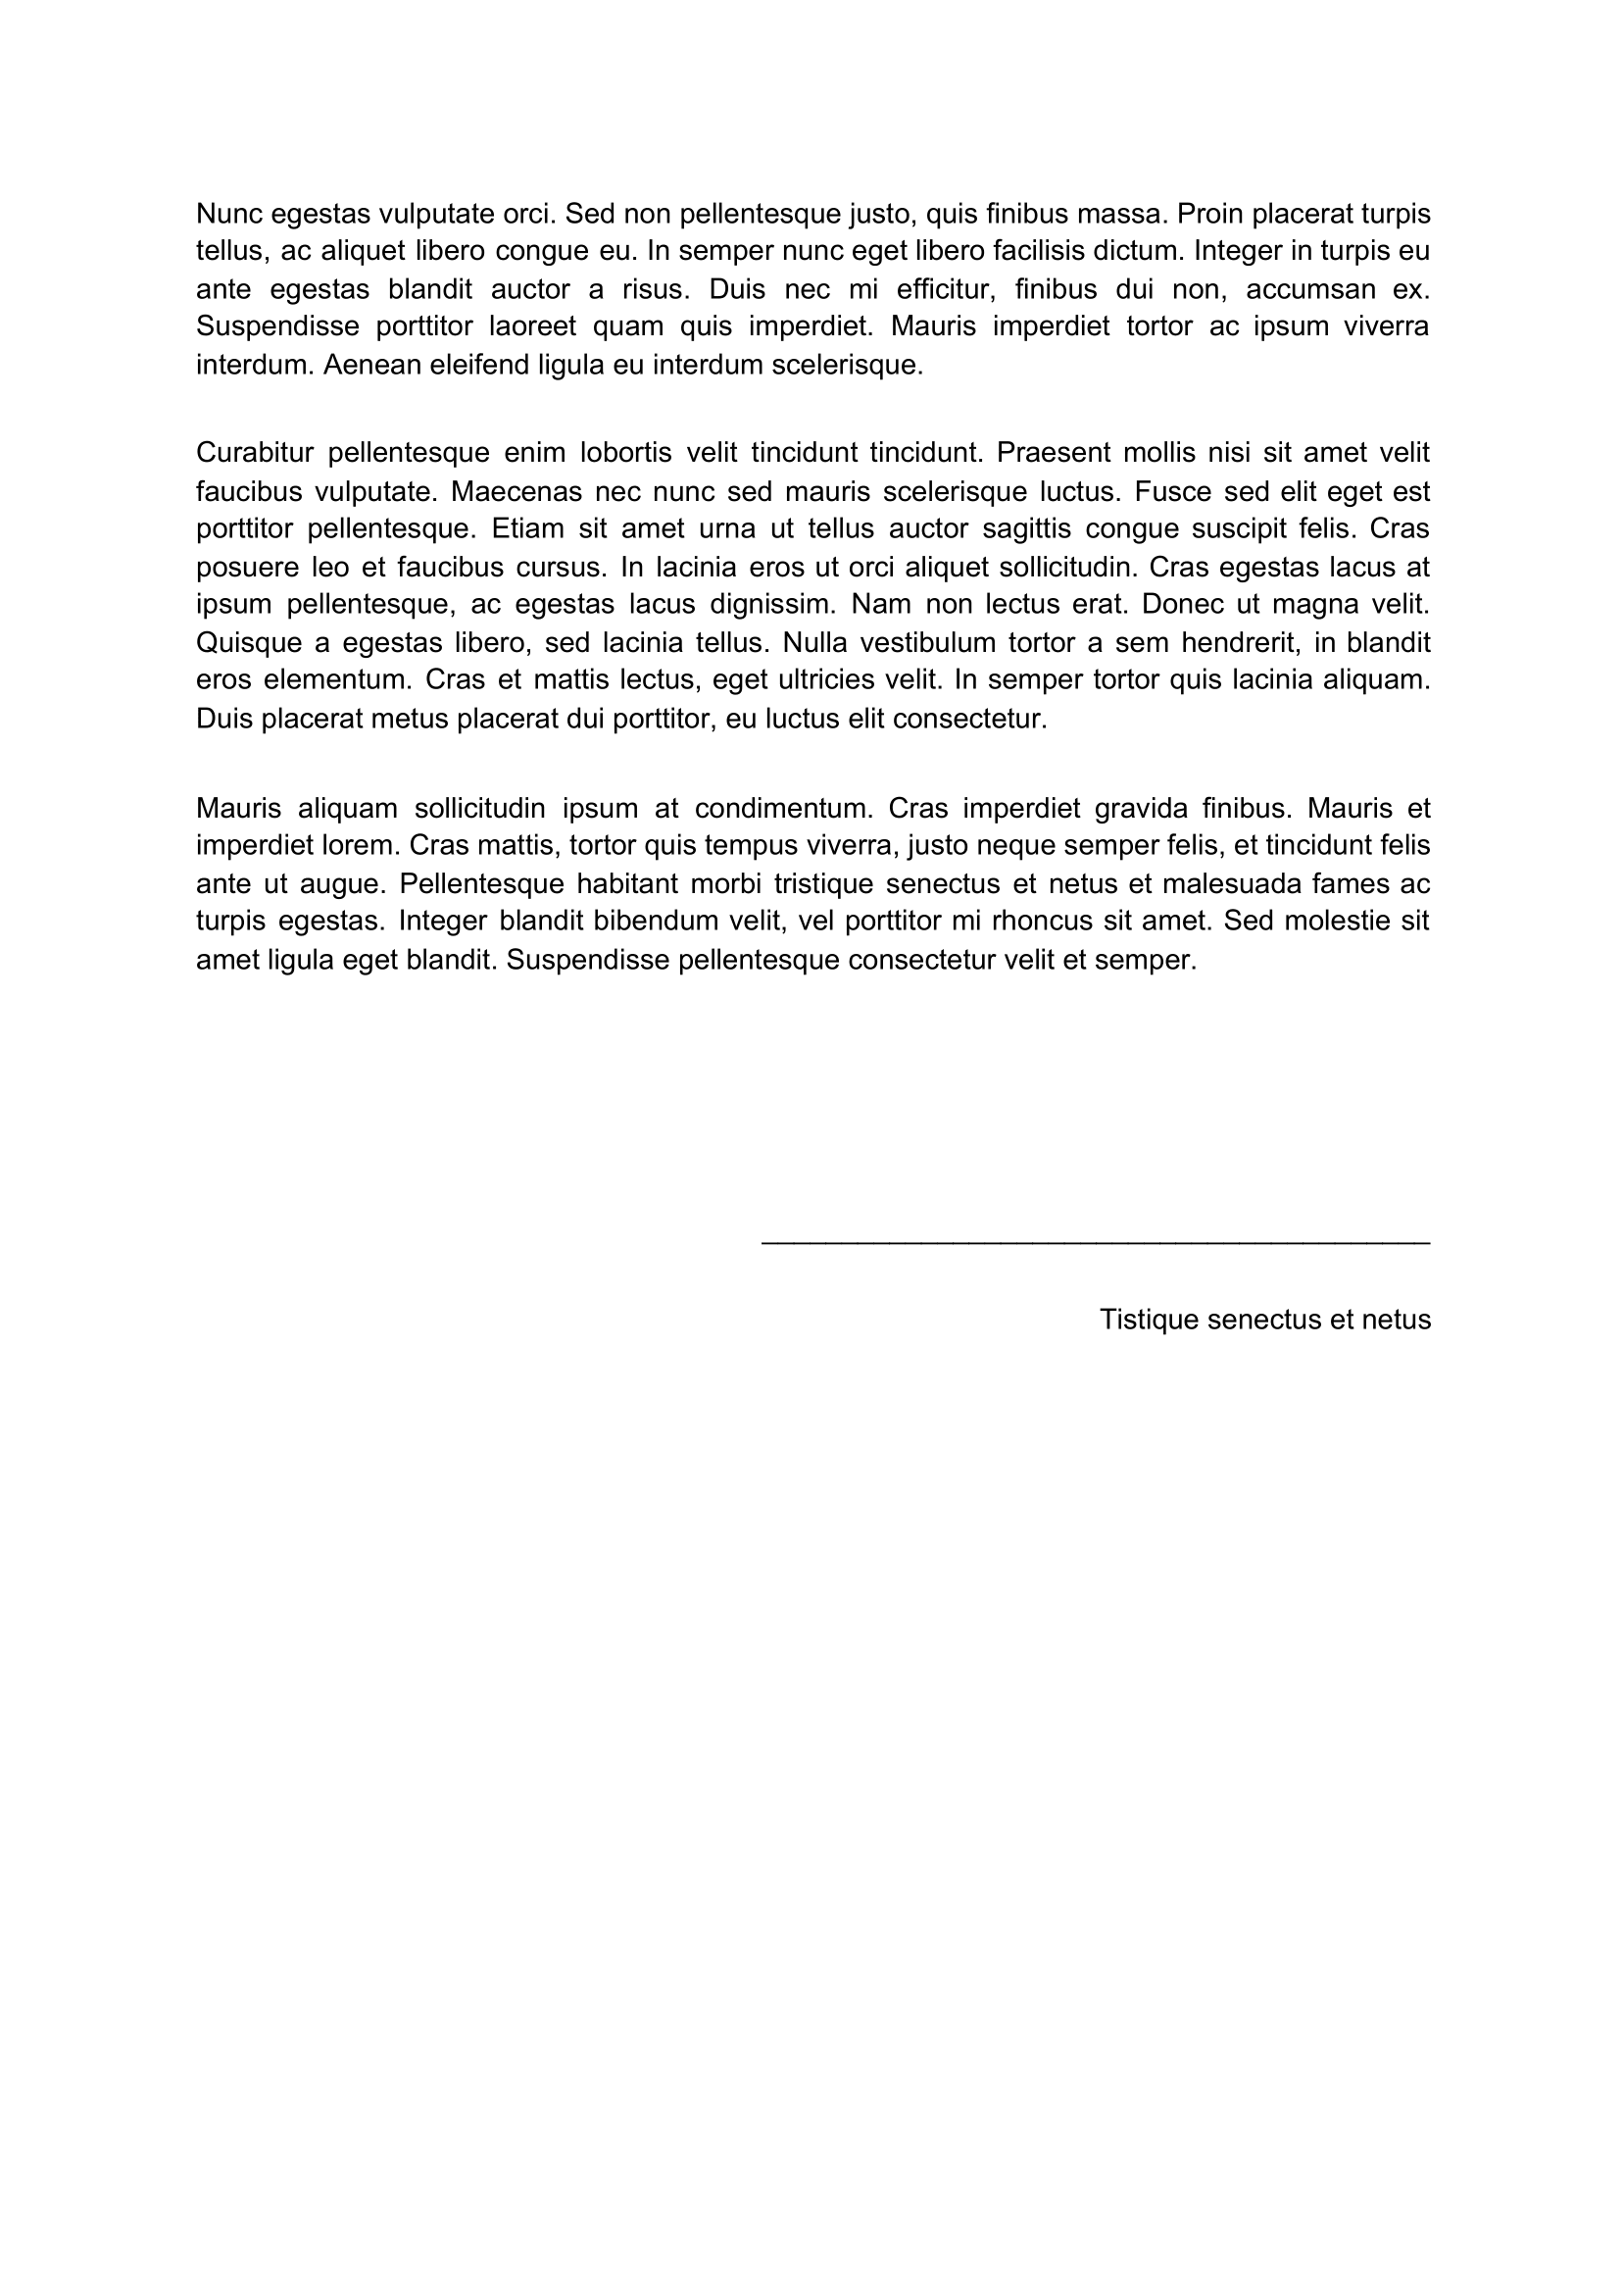 Nunc egestas vulputate orci. Sed non pellentesque justo, quis finibus massa. Proin placerat turpis
tellus, ac aliquet libero congue eu. In semper nunc eget libero facilisis dictum. Integer in turpis eu
ante egestas blandit auctor a risus. Duis nec mi efficitur, finibus dui non, accumsan ex.
Suspendisse porttitor laoreet quam quis imperdiet. Mauris imperdiet tortor ac ipsum viverra
interdum. Aenean eleifend ligula eu interdum scelerisque.
Curabitur pellentesque enim lobortis velit tincidunt tincidunt. Praesent mollis nisi sit amet velit
faucibus vulputate. Maecenas nec nunc sed mauris scelerisque luctus. Fusce sed elit eget est
porttitor pellentesque. Etiam sit amet urna ut tellus auctor sagittis congue suscipit felis. Cras
posuere leo et faucibus cursus. In lacinia eros ut orci aliquet sollicitudin. Cras egestas lacus at
ipsum pellentesque, ac egestas lacus dignissim. Nam non lectus erat. Donec ut magna velit.
Quisque a egestas libero, sed lacinia tellus. Nulla vestibulum tortor a sem hendrerit, in blandit
eros elementum. Cras et mattis lectus, eget ultricies velit. In semper tortor quis lacinia aliquam.
Duis placerat metus placerat dui porttitor, eu luctus elit consectetur.
Mauris aliquam sollicitudin ipsum at condimentum. Cras imperdiet gravida finibus. Mauris et
imperdiet lorem. Cras mattis, tortor quis tempus viverra, justo neque semper felis, et tincidunt felis
ante ut augue. Pellentesque habitant morbi tristique senectus et netus et malesuada fames ac
turpis egestas. Integer blandit bibendum velit, vel porttitor mi rhoncus sit amet. Sed molestie sit
amet ligula eget blandit. Suspendisse pellentesque consectetur velit et semper.
Tistique senectus et netus